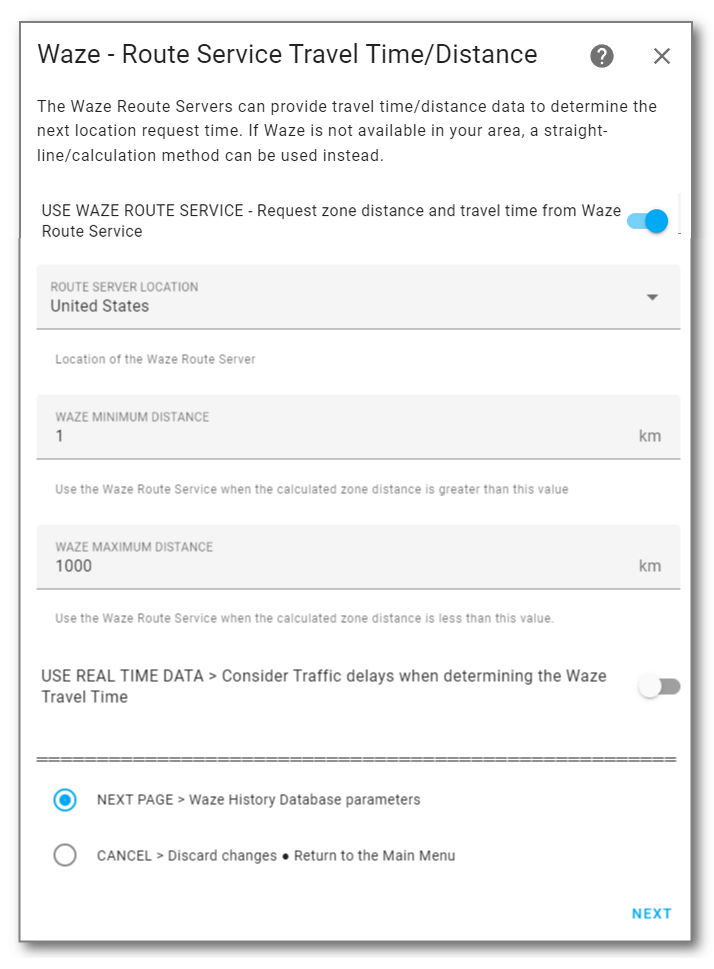 Waze - Route Service Travel Time/Distance
The Waze Reoute Servers can provide travel time/distance data to determine the
next location request time. If Waze is not available in your area, a straight-
line/calculation method can be used instead.
USE WAZE ROUTE SERVICE - Request zone distance and travel time from Waze
Route Service
ROUTE SERVER LOCATION
United States
Location of the Waze Route Server
WAZE MINIMUM DISTANCE
1 km
Use the Waze Route Service when the calculated zone distance is greater than this value
WAZE MAXIMUM DISTANCE
1000 km
Use the Waze Route Service when the calculated zone distance is less than this value.
USE REAL TIME DATA > Consider Traffic delays when determining the Waze
Travel Time
NEXT PAGE > Waze History Database parameters
CANCEL > Discard changes ● Return to the Main Menu
NEXT